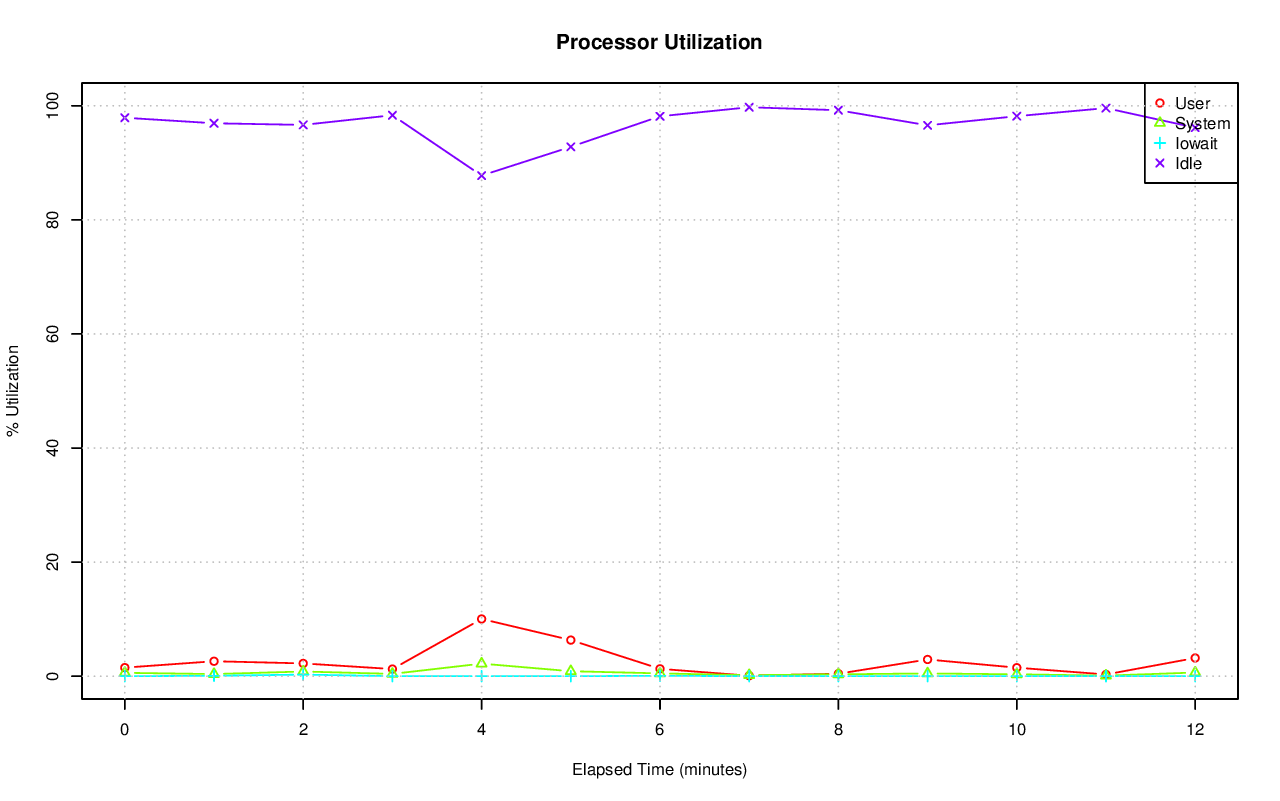 Processor Utilization
100
80
60
40
20
0
% Utilization
User
System
Iowait
Idle
0 2 4 6 8 10 12
Elapsed Time (minutes)